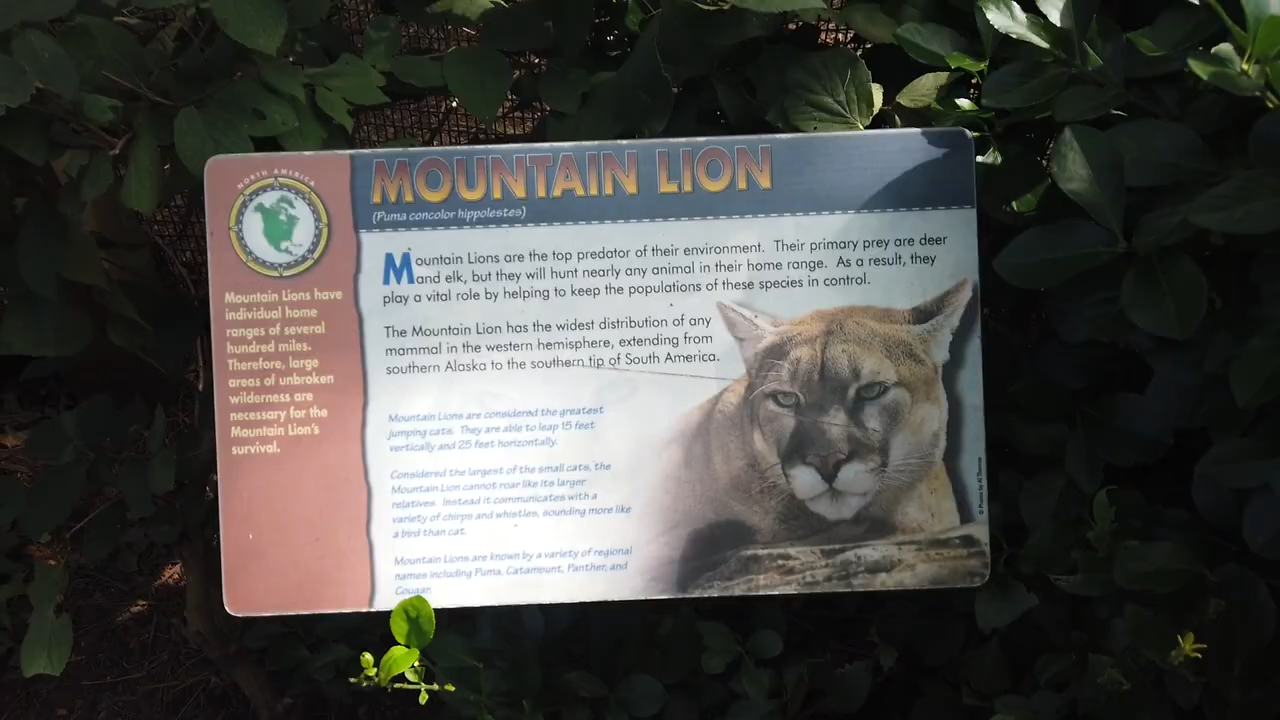 NORTH AMERICA
Mountain Lions have
individual home
ranges of several
hundred miles.
Therefore, large
areas of unbroken
wilderness are
necessary for the
Mountain Lion's
survival.
MOUNTAIN LION
(Puma concolor hippolestes)
Mountain Lions are the top predator of their environment. Their primary prey are deer
and elk, but they will hunt nearly any animal in their home range. As a result, they
play a vital role by helping to keep the populations of these species in control.
The Mountain Lion has the widest distribution of any
mammal in the western hemisphere, extending from
southern Alaska to the southern tip of South America.
Mountain Lions are considered the greatest
jumping cats. They are able to leap 15 feet
vertically and 25 feet horizontally.
Considered the largest of the small cats, the
Mountain Lion cannot roar like its larger
relatives. Instead it communicates with a
variety of chirps and whistles, sounding more like
a bird than cat.
Mountain Lions are known by a variety of regional
names including Puma, Catamount, Panther, and
Cougar.